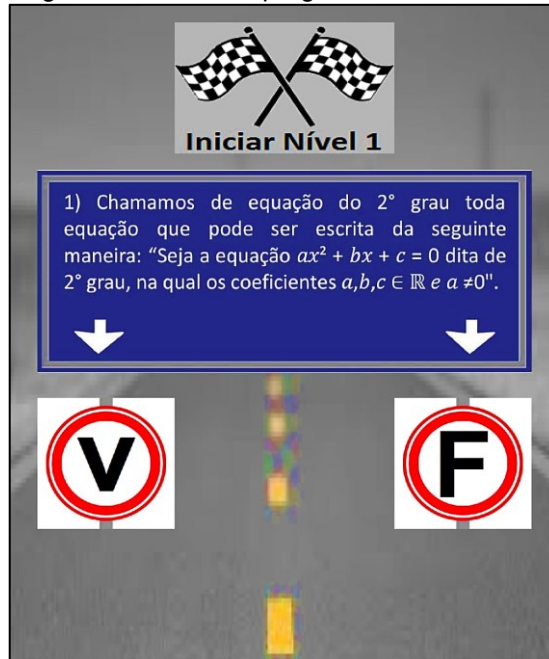 Iniciar Nível 1
1) Chamamos de equação do 2° grau toda
equação que pode ser escrita da seguinte
maneira: “Seja a equação ax² + bx + c = 0 dita de
2° grau, na qual os coeficientes a,b,c ∈ ℝ e a ≠0".
V
F